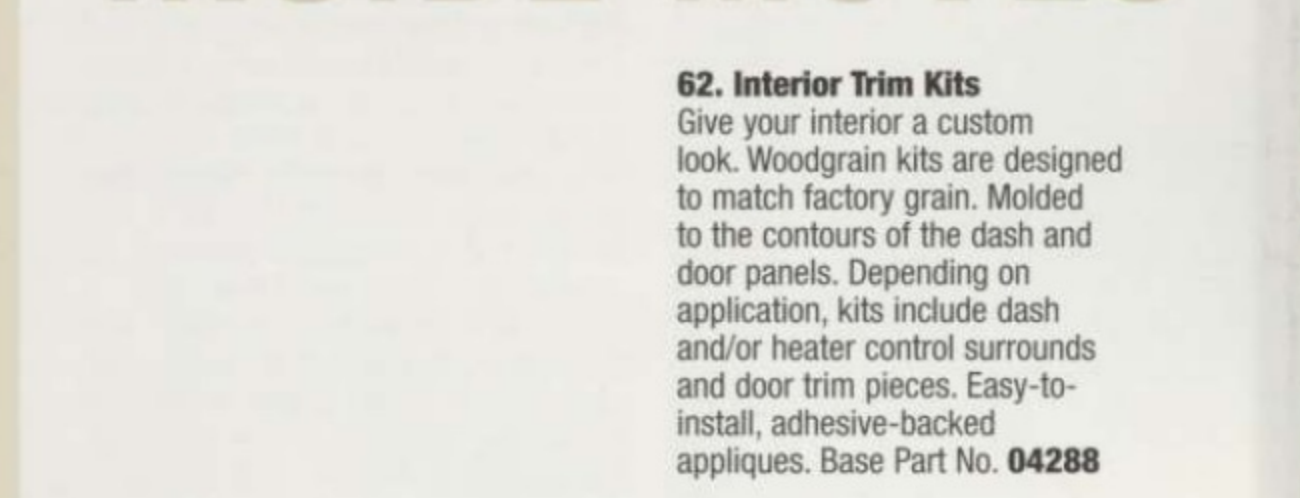 62. Interior Trim Kits
Give your interior a custom
look. Woodgrain kits are designed
to match factory grain. Molded
to the contours of the dash and
door panels. Depending on
application, kits include dash
and/or heater control surrounds
and door trim pieces. Easy-to-
install, adhesive-backed
appliques. Base Part No. 04288